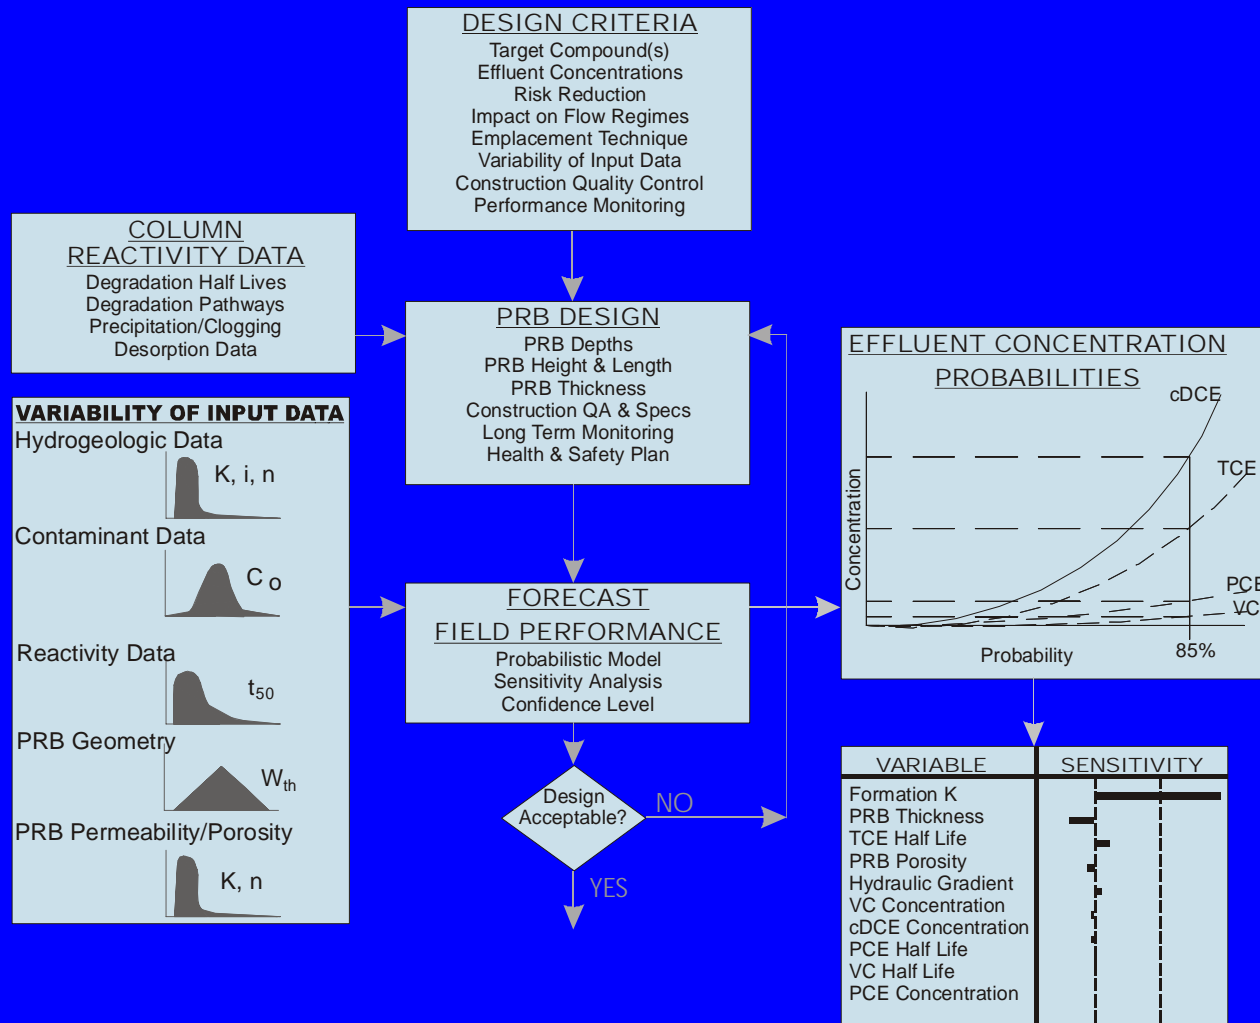 DESIGN CRITERIA
Target Compound(s)
Effluent Concentrations
Risk Reduction
Impact on Flow Regimes
Emplacement Technique
Variability of Input Data
Construction Quality Control
Performance Monitoring
COLUMN
REACTIVITY DATA
Degradation Half Lives
Degradation Pathways
Precipitation/Clogging
Desorption Data
PRB DESIGN
PRB Depths
PRB Height & Length
PRB Thickness
Construction QA & Specs
Long Term Monitoring
Health & Safety Plan
VARIABILITY OF INPUT DATA
Hydrogeologic Data
K, i, n
Contaminant Data
C o
Reactivity Data
t50
PRB Geometry
Wth
PRB Permeability/Porosity
K, n
FORECAST
FIELD PERFORMANCE
Probabilistic Model
Sensitivity Analysis
Confidence Level
Design
Acceptable?
NO
YES
EFFLUENT CONCENTRATION
PROBABILITIES
cDCE
TCE
PCE
VC
Concentration
Probability
85%
VARIABLE SENSITIVITY
Formation K
PRB Thickness
TCE Half Life
PRB Porosity
Hydraulic Gradient
VC Concentration
cDCE Concentration
PCE Half Life
VC Half Life
PCE Concentration